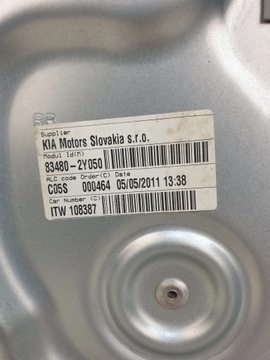 RR
Supplier
KIA Motors Slovakia s.r.o.
Modul Id(M)
83480-2Y050
ALC code Order(C) Date
C05S 000464 05/05/2011 13:38
Car Number (C)
ITW 108387